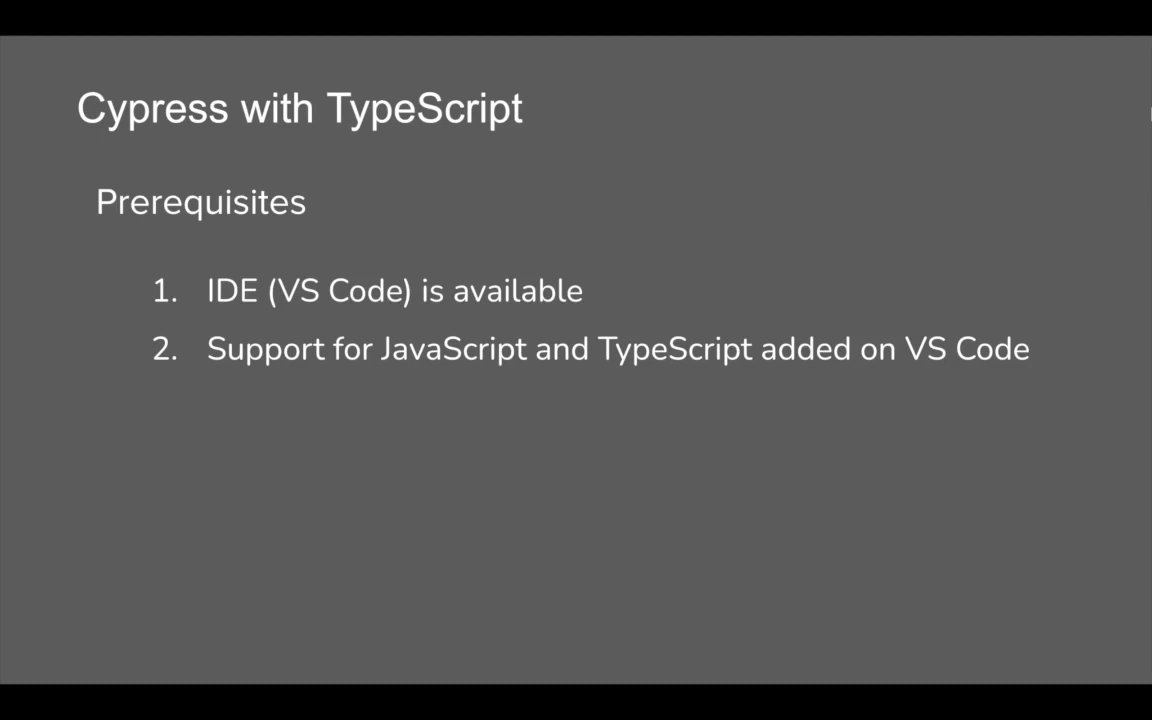 Cypress with TypeScript
Prerequisites
1. IDE (VS Code) is available
2. Support for JavaScript and TypeScript added on VS Code